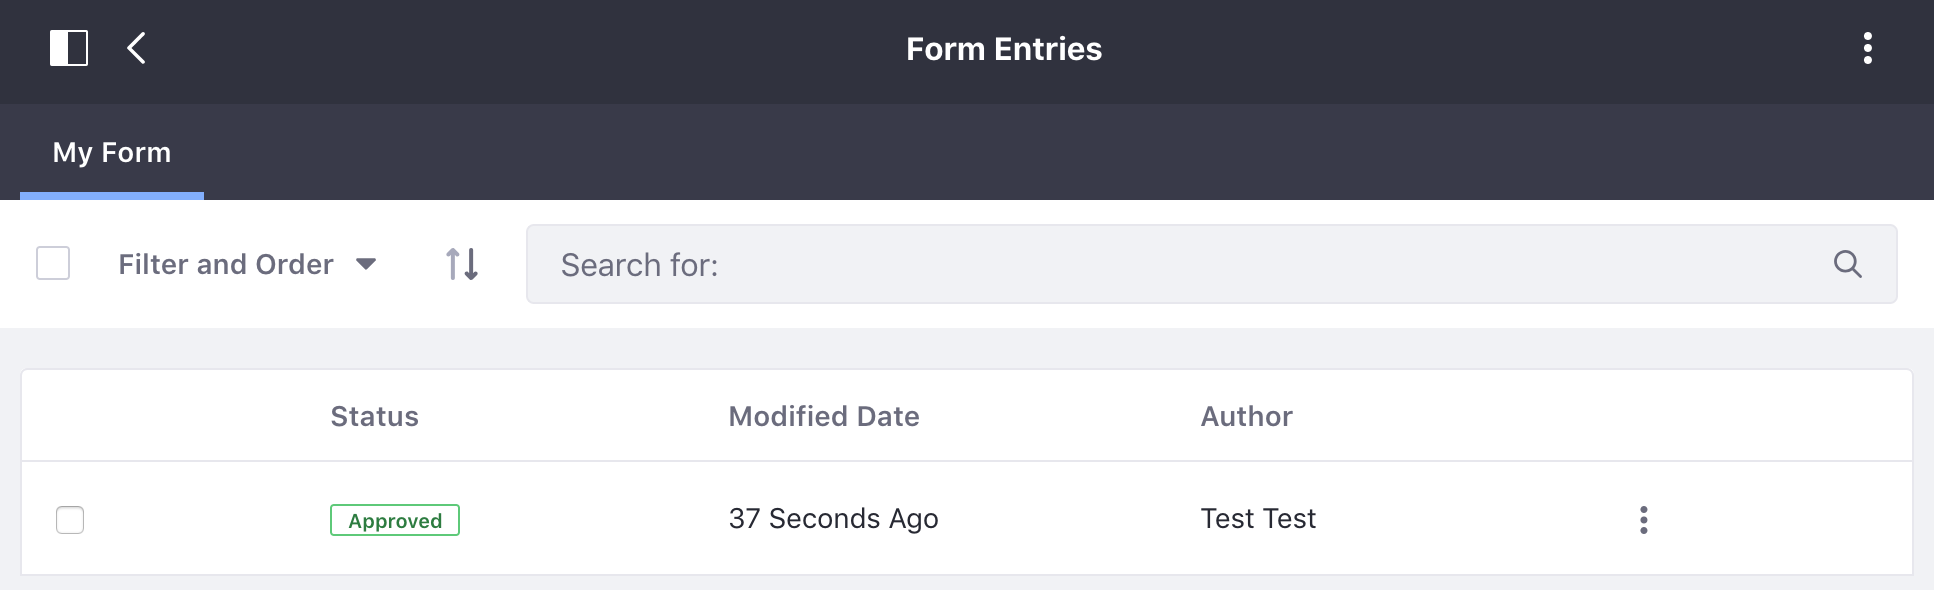 Form Entries
My Form
Filter and Order
Search for:
Status Modified Date Author
Approved 37 Seconds Ago Test Test